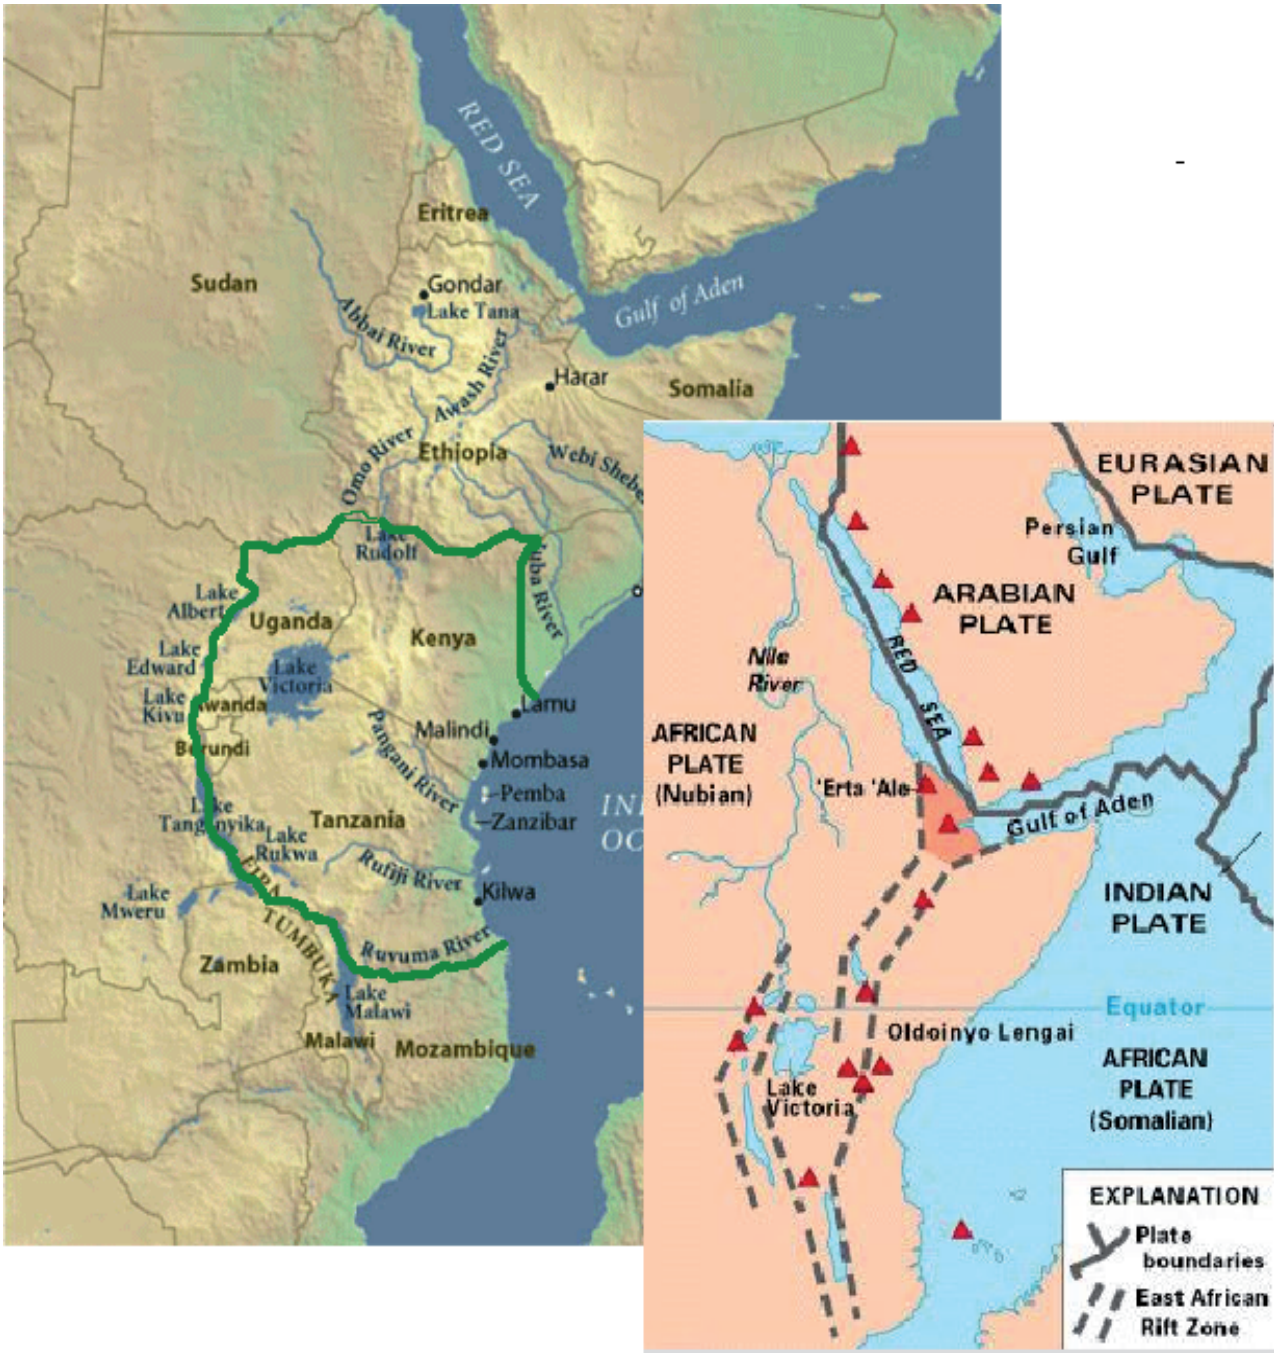 RED SEA
Eritrea
Sudan
Gondar
Lake Tana
Gulf of Aden
Abbai River
Awash River
Harar
Somalia
Omo River
Ethiopia
Webi Shebe
Lake
Rudolf
Juba River
Lake
Albert
Uganda
Kenya
Lake
Edward
Lake
Victoria
Lake
Kivu
wanda
Lamu
Malindi
Burundi
Mombasa
Pangani River
Pemba
Zanzibar
IN
OC
Lake
Tanganyika
Tanzania
Lake
Rukwa
Rufiji River
Kilwa
FIPA
Lake
Mweru
TUMBUKA
Ruvuma River
Zambia
Lake
Malawi
Malawi
Mozambique
-
EURASIAN
PLATE
Persian
Gulf
ARABIAN
PLATE
RED
SEA
Nile
River
AFRICAN
PLATE
(Nubian)
'Erta 'Ale
Gulf of Aden
INDIAN
PLATE
Equator
Oldoinyo Lengai
AFRICAN
PLATE
(Somalian)
Lake
Victoria
EXPLANATION
Plate
boundaries
East African
Rift Zone